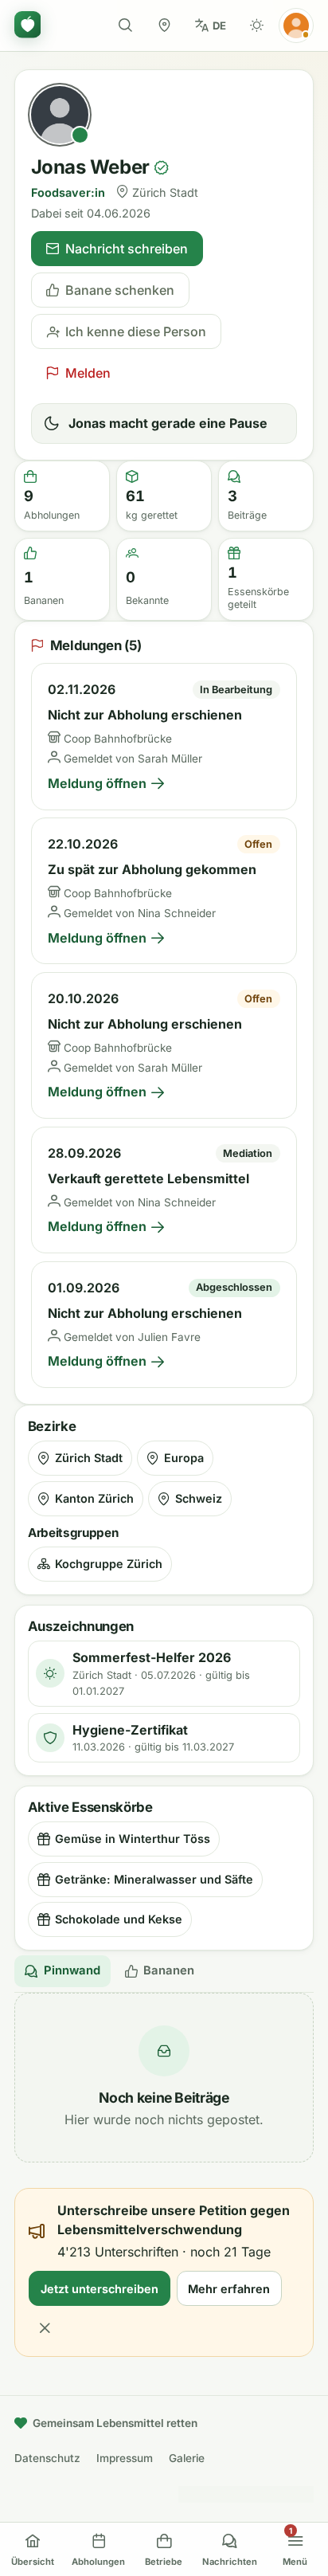 DE
Jonas Weber
Foodsaver:in Zürich Stadt
Dabei seit 04.06.2026
Nachricht schreiben
Banane schenken
Ich kenne diese Person
Melden
Jonas macht gerade eine Pause
9
Abholungen
61
kg gerettet
3
Beiträge
1
Bananen
0
Bekannte
1
Essenskörbe
geteilt
Meldungen (5)
02.11.2026 In Bearbeitung
Nicht zur Abholung erschienen
Coop Bahnhofbrücke
Gemeldet von Sarah Müller
Meldung öffnen
22.10.2026 Offen
Zu spät zur Abholung gekommen
Coop Bahnhofbrücke
Gemeldet von Nina Schneider
Meldung öffnen
20.10.2026 Offen
Nicht zur Abholung erschienen
Coop Bahnhofbrücke
Gemeldet von Sarah Müller
Meldung öffnen
28.09.2026 Mediation
Verkauft gerettete Lebensmittel
Gemeldet von Nina Schneider
Meldung öffnen
01.09.2026 Abgeschlossen
Nicht zur Abholung erschienen
Gemeldet von Julien Favre
Meldung öffnen
Bezirke
Zürich Stadt Europa
Kanton Zürich Schweiz
Arbeitsgruppen
Kochgruppe Zürich
Auszeichnungen
Sommerfest-Helfer 2026
Zürich Stadt · 05.07.2026 · gültig bis
01.01.2027
Hygiene-Zertifikat
11.03.2026 · gültig bis 11.03.2027
Aktive Essenskörbe
Gemüse in Winterthur Töss
Getränke: Mineralwasser und Säfte
Schokolade und Kekse
Pinnwand Bananen
Noch keine Beiträge
Hier wurde noch nichts gepostet.
Unterschreibe unsere Petition gegen
Lebensmittelverschwendung
4'213 Unterschriften · noch 21 Tage
Jetzt unterschreiben Mehr erfahren
Gemeinsam Lebensmittel retten
Datenschutz Impressum Galerie
1
Übersicht Abholungen Betriebe Nachrichten Menü